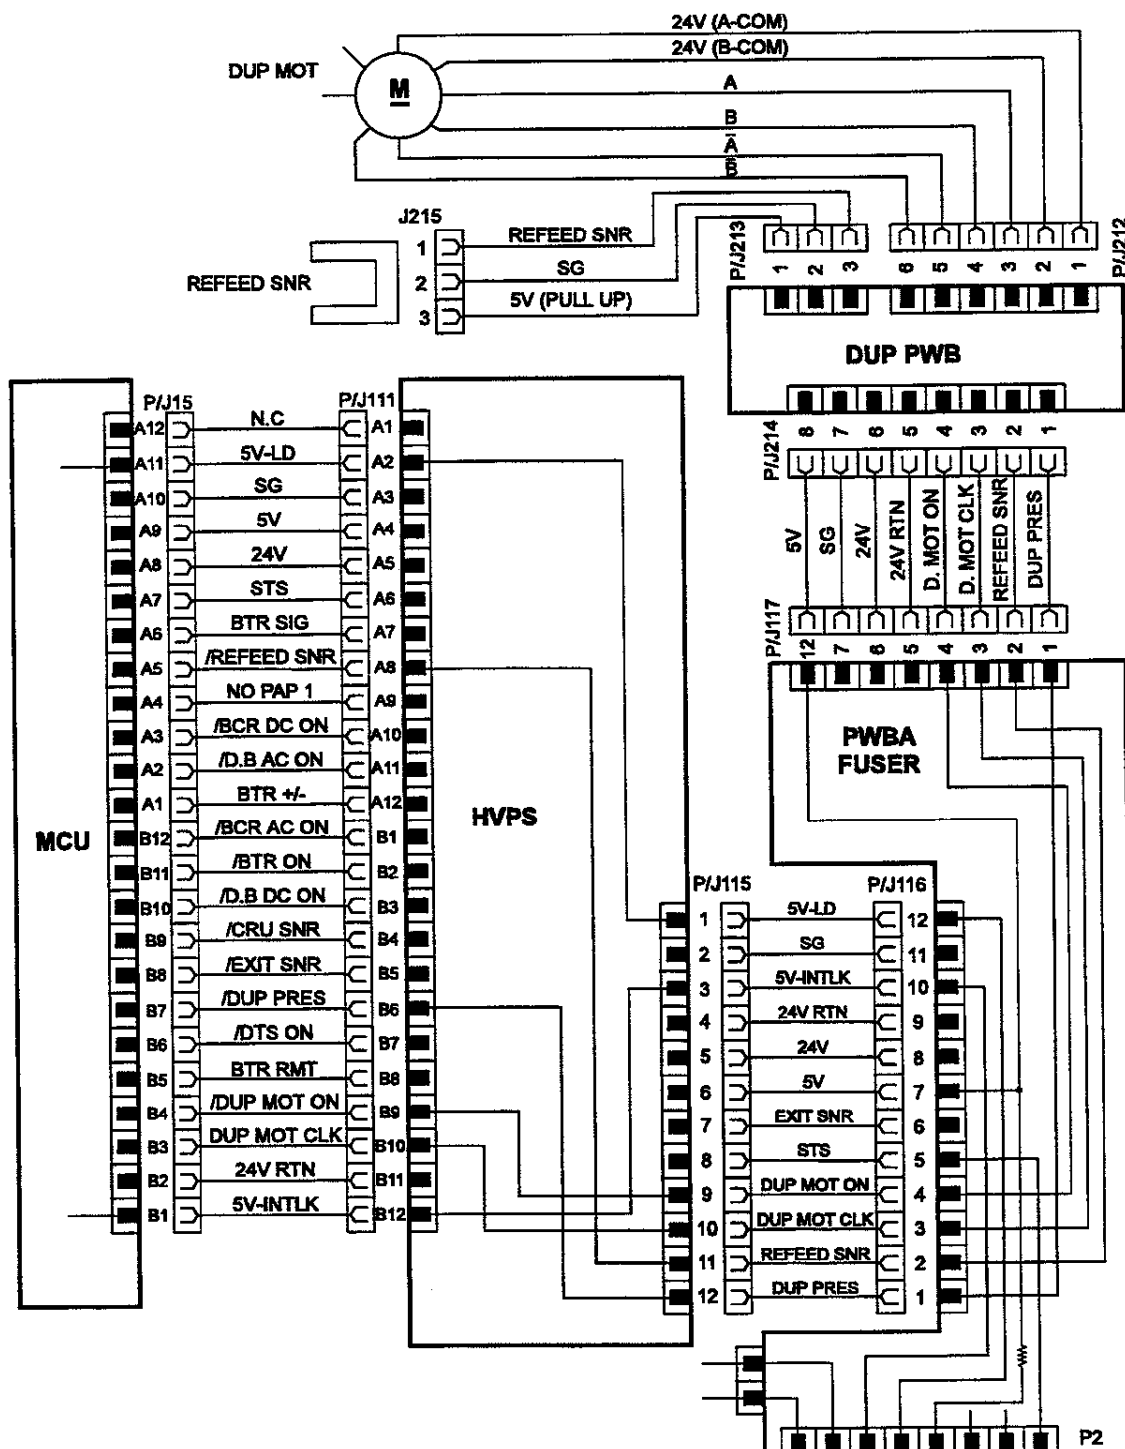 24V (A-COM)
24V (B-COM)
DUP MOT
M
A
B
A̅
B̅
J215
REFEED SNR
1 REFEED SNR
2 SG
3 5V (PULL UP)
P/J213
1 2 3
6 5 4 3 2 1
P/J212
DUP PWB
P/J214
8 7 6 5 4 3 2 1
5V
SG
24V
24V RTN
D. MOT ON
D. MOT CLK
REFEED SNR
DUP PRES
P/J117
12 7 6 5 4 3 2 1
PWBA
FUSER
MCU
HVPS
P/J15 P/J111
A12 N.C A1
A11 5V-LD A2
A10 SG A3
A9 5V A4
A8 24V A5
A7 STS A6
A6 BTR SIG A7
A5 /REFEED SNR A8
A4 NO PAP 1 A9
A3 /BCR DC ON A10
A2 /D.B AC ON A11
A1 BTR +/- A12
B12 /BCR AC ON B1
B11 /BTR ON B2
B10 /D.B DC ON B3
B9 /CRU SNR B4
B8 /EXIT SNR B5
B7 /DUP PRES B6
B6 /DTS ON B7
B5 BTR RMT B8
B4 /DUP MOT ON B9
B3 DUP MOT CLK B10
B2 24V RTN B11
B1 5V-INTLK B12
P/J115 P/J116
1 5V-LD 12
2 SG 11
3 5V-INTLK 10
4 24V RTN 9
5 24V 8
6 5V 7
7 EXIT SNR 6
8 STS 5
9 DUP MOT ON 4
10 DUP MOT CLK 3
11 REFEED SNR 2
12 DUP PRES 1
P2